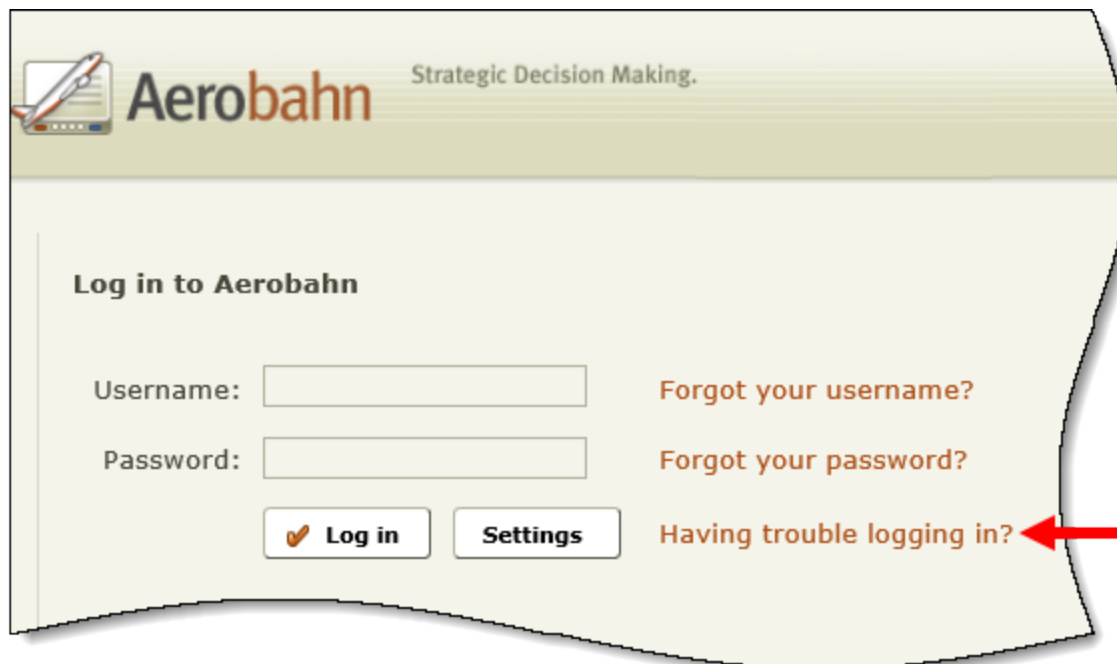 Aerobahn
Strategic Decision Making.
Log in to Aerobahn
Username:
Forgot your username?
Password:
Forgot your password?
Log in
Settings
Having trouble logging in?